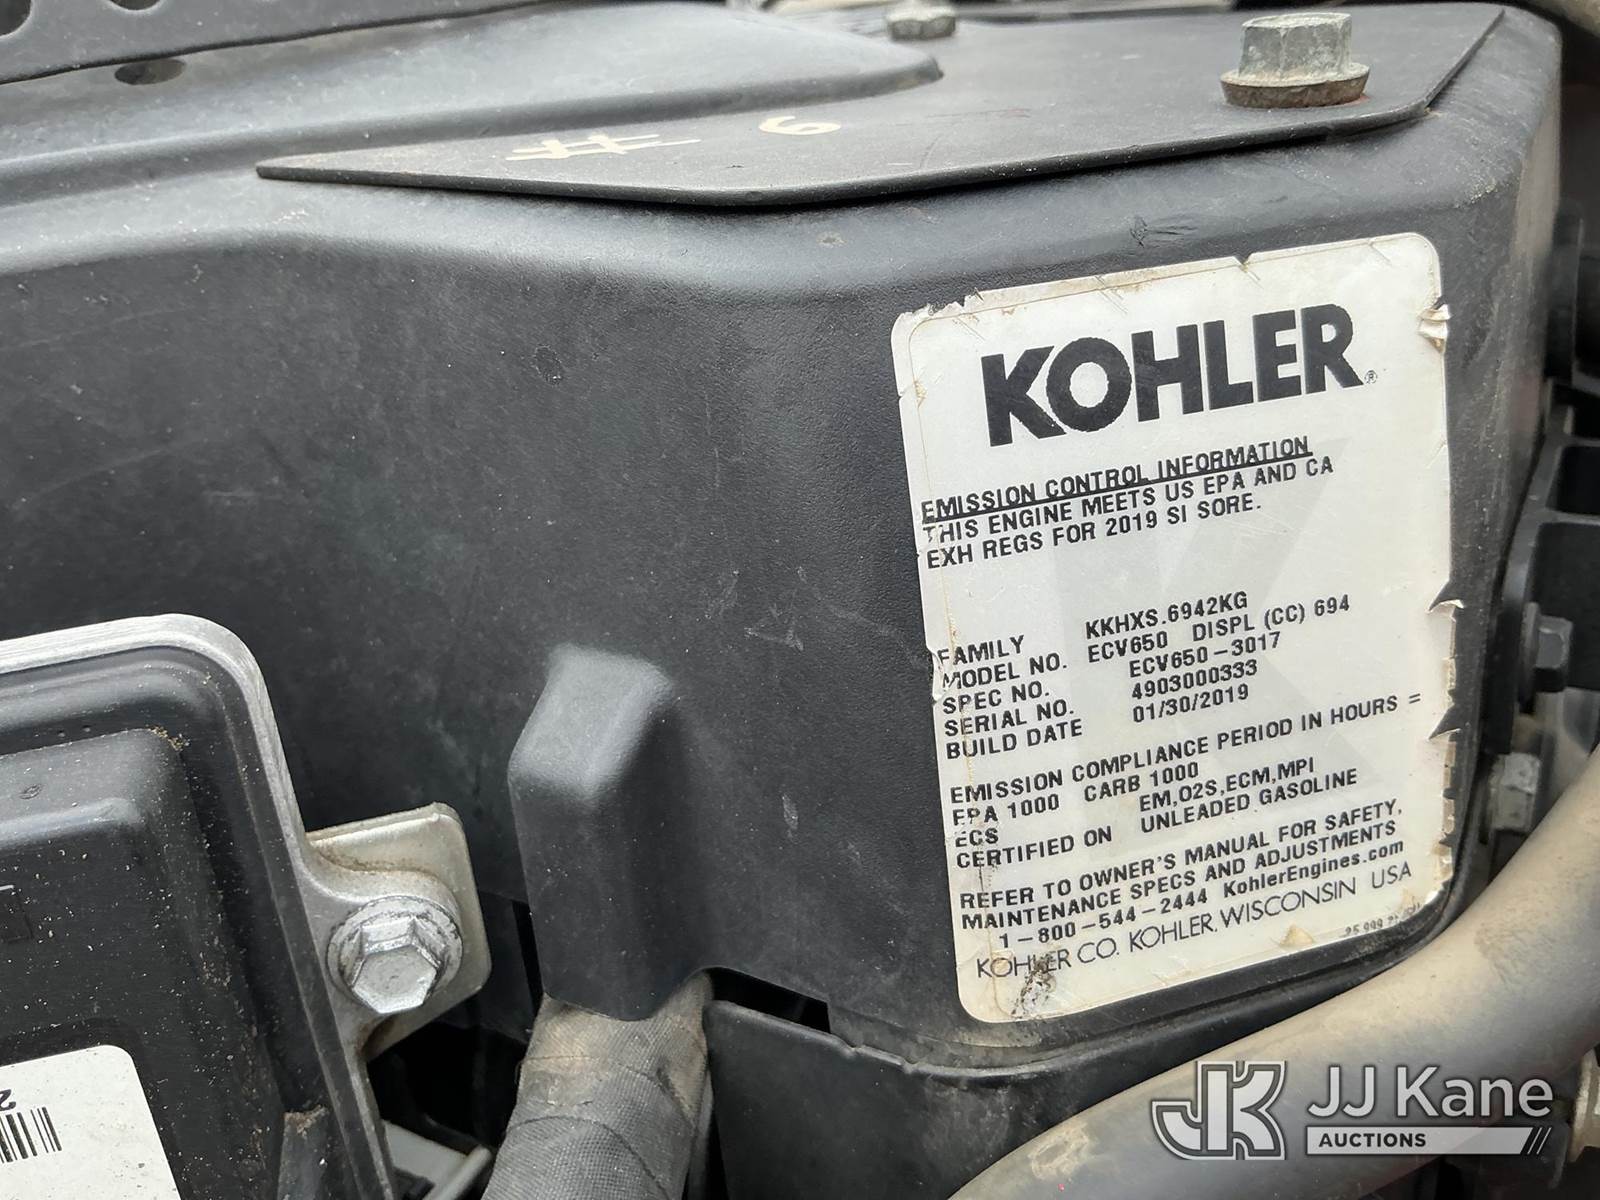 # 6
KOHLER®
EMISSION CONTROL INFORMATION
THIS ENGINE MEETS US EPA AND CA
EXH REGS FOR 2019 SI SORE.
FAMILY KKHXS.6942KG
MODEL NO. ECV650 DISPL (CC) 694
SPEC NO. ECV650-3017
SERIAL NO. 4903000333
BUILD DATE 01/30/2019
EMISSION COMPLIANCE PERIOD IN HOURS =
EPA 1000 CARB 1000
ECS EM,O2S,ECM,MPI
CERTIFIED ON UNLEADED GASOLINE
REFER TO OWNER'S MANUAL FOR SAFETY,
MAINTENANCE SPECS AND ADJUSTMENTS
1-800-544-2444 KohlerEngines.com
KOHLER CO. KOHLER, WISCONSIN USA
2
JK JJ Kane
AUCTIONS